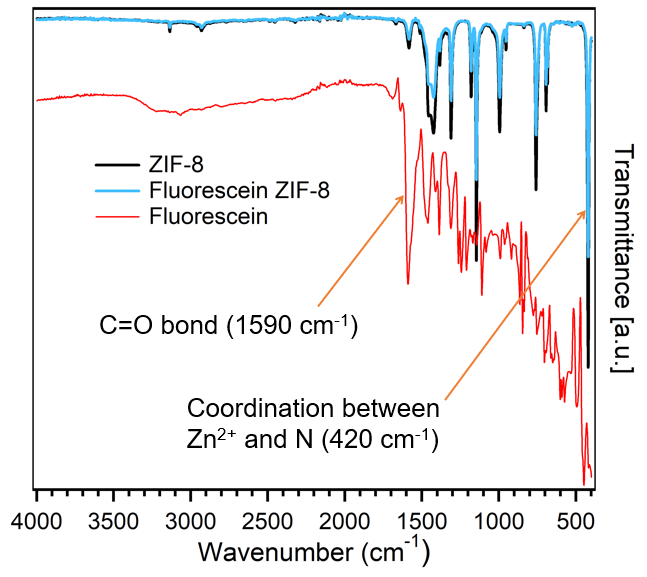 ZIF-8
Fluorescein ZIF-8
Fluorescein
C=O bond (1590 cm⁻¹)
Coordination between
Zn²⁺ and N (420 cm⁻¹)
Transmittance [a.u.]
4000 3500 3000 2500 2000 1500 1000 500
Wavenumber (cm⁻¹)